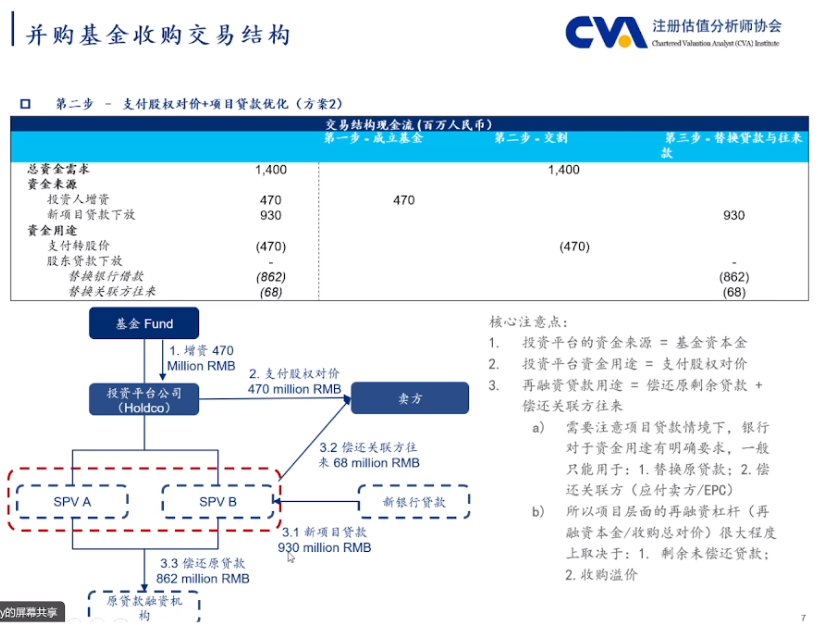 并购基金收购交易结构
CVA
注册估值分析师协会
Chartered Valuation Analyst (CVA) Institute
第二步 – 支付股权对价+项目贷款优化（方案2）
交易结构现金流 (百万人民币)
第一步 - 成立基金 第二步 - 交割 第三步 - 替换贷款与往来
款
总资金需求 1,400 1,400
资金来源
投资人增资 470 470
新项目贷款下放 930 930
资金用途
支付转股价 (470) (470)
股东贷款下放 - -
替换银行借款 (862) (862)
替换关联方往来 (68) (68)
基金 Fund
1. 增资 470
Million RMB
投资平台公司
（Holdco）
2. 支付股权对价
470 million RMB
卖方
3.2 偿还关联方往
来 68 million RMB
SPV A
SPV B
新银行贷款
3.1 新项目贷款
930 million RMB
3.3 偿还原贷款
862 million RMB
原贷款融资机
构
核心注意点：
1. 投资平台的资金来源 = 基金资本金
2. 投资平台资金用途 = 支付股权对价
3. 再融资贷款用途 = 偿还原剩余贷款 +
偿还关联方往来
a) 需要注意项目贷款情境下，银行
对于资金用途有明确要求，一般
只能用于：1.替换原贷款；2.偿
还关联方（应付卖方/EPC）
b) 所以项目层面的再融资杠杆（再
融资本金/收购总对价）很大程度
上取决于：1. 剩余未偿还贷款；
2.收购溢价
y的屏幕共享
7